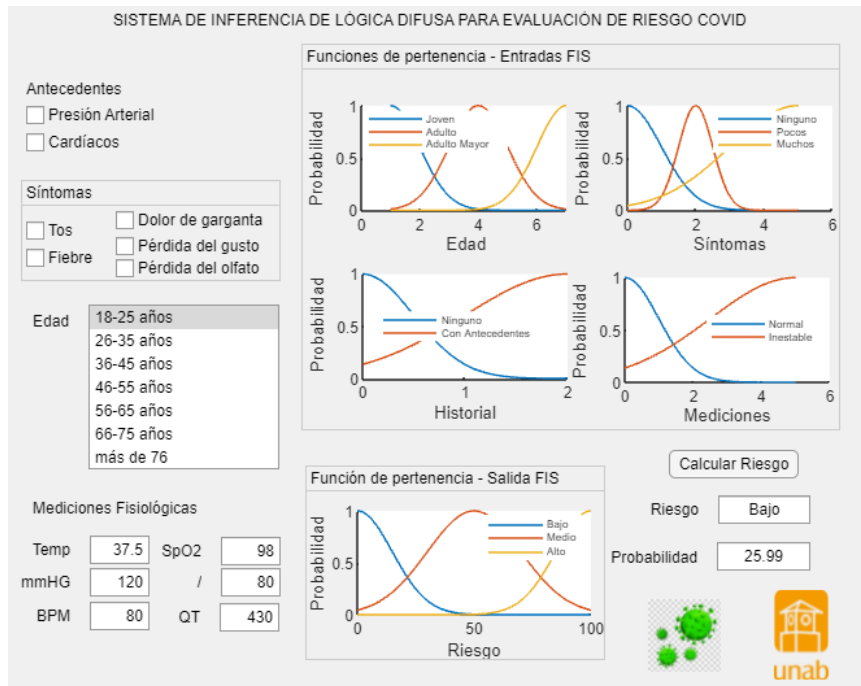 SISTEMA DE INFERENCIA DE LÓGICA DIFUSA PARA EVALUACIÓN DE RIESGO COVID
Antecedentes
Presión Arterial
Cardíacos
Síntomas
Tos
Fiebre
Dolor de garganta
Pérdida del gusto
Pérdida del olfato
Edad
18-25 años
26-35 años
36-45 años
46-55 años
56-65 años
66-75 años
más de 76
Mediciones Fisiológicas
Temp 37.5 SpO2 98
mmHG 120 / 80
BPM 80 QT 430
Funciones de pertenencia - Entradas FIS
Probabilidad
1
0.5
0
Joven
Adulto
Adulto Mayor
0 2 4 6
Edad
Probabilidad
1
0.5
0
Ninguno
Pocos
Muchos
0 2 4 6
Síntomas
Probabilidad
1
0.5
0
Ninguno
Con Antecedentes
0 1 2
Historial
Probabilidad
1
0.5
0
Normal
Inestable
0 2 4 6
Mediciones
Función de pertenencia - Salida FIS
Probabilidad
1
0.5
0
Bajo
Medio
Alto
0 50 100
Riesgo
Calcular Riesgo
Riesgo Bajo
Probabilidad 25.99
unab